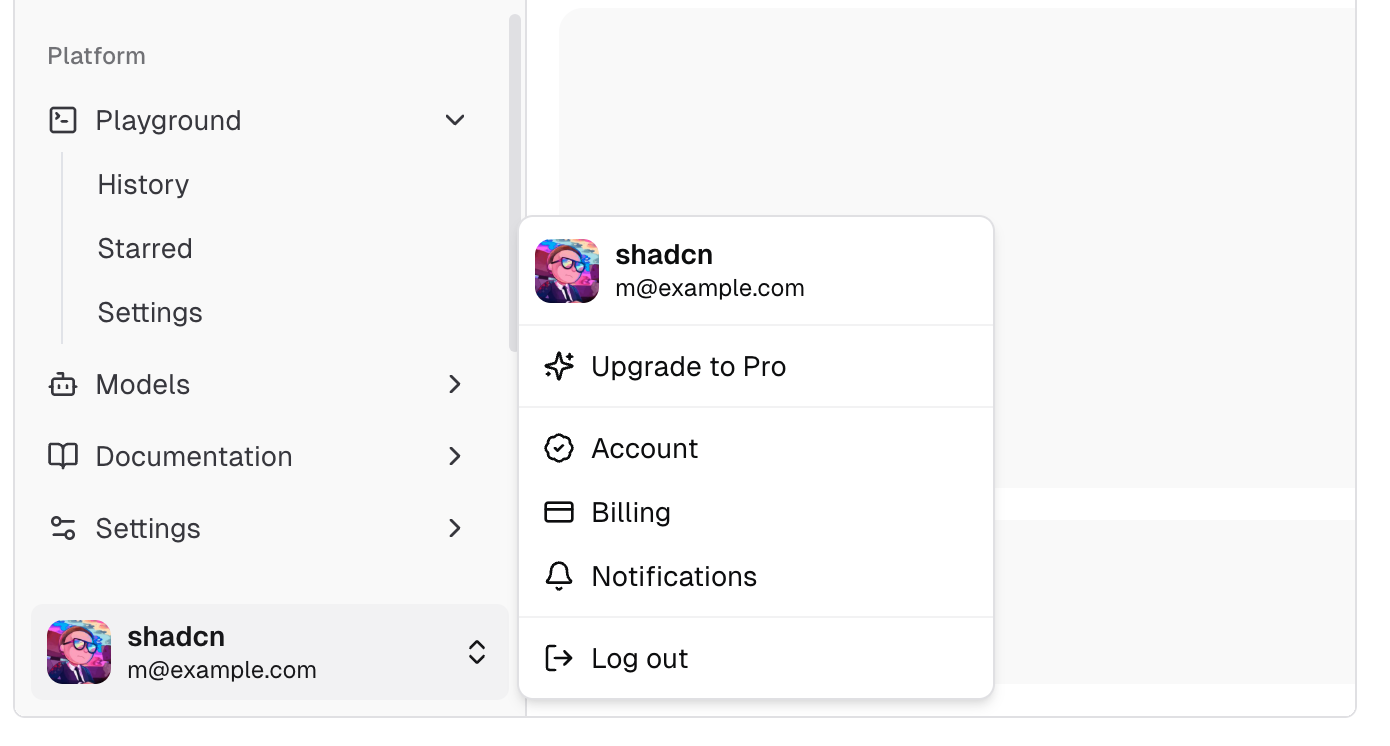 Platform
Playground
History
Starred
Settings
Models
Documentation
Settings
shadcn
m@example.com
shadcn
m@example.com
Upgrade to Pro
Account
Billing
Notifications
Log out